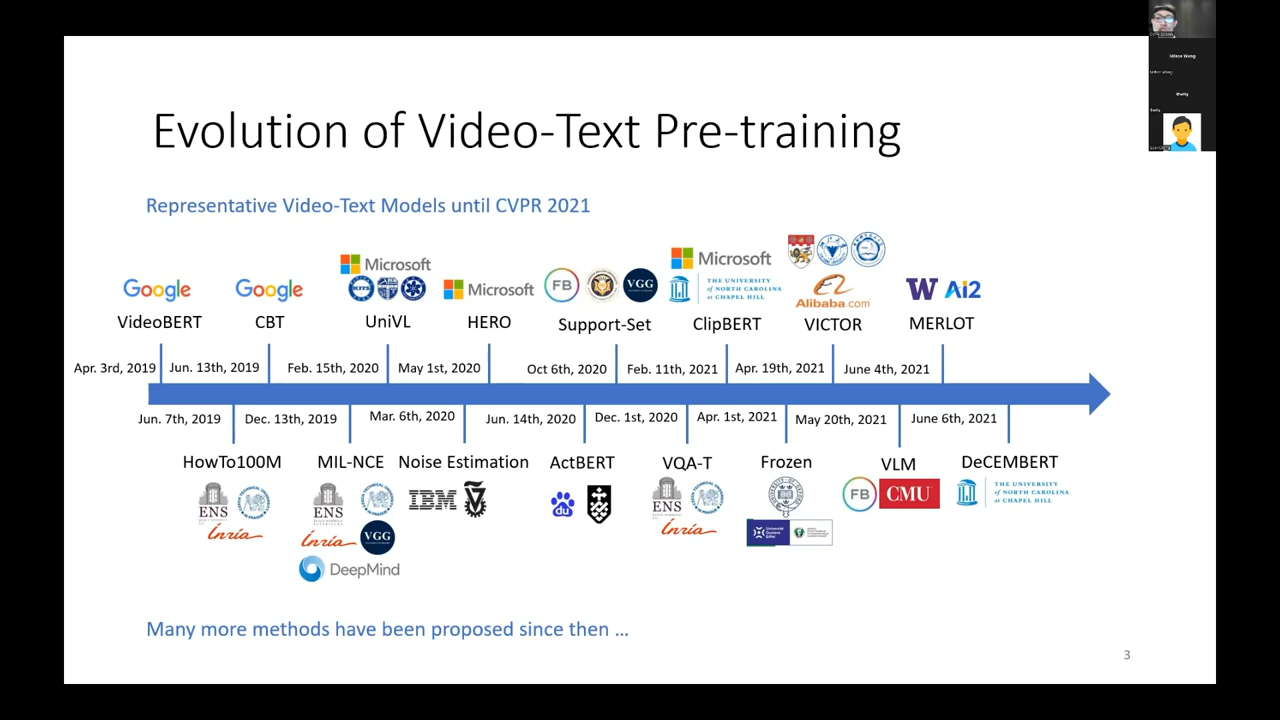 Evolution of Video-Text Pre-training
Representative Video-Text Models until CVPR 2021
Google
VideoBERT
Google
CBT
Microsoft
UniVL
Microsoft
HERO
FB
VGG
Support-Set
Microsoft
THE UNIVERSITY
of NORTH CAROLINA
at CHAPEL HILL
ClipBERT
Alibaba.com
VICTOR
W Ai2
MERLOT
Apr. 3rd, 2019
Jun. 13th, 2019
Feb. 15th, 2020
May 1st, 2020
Oct 6th, 2020
Feb. 11th, 2021
Apr. 19th, 2021
June 4th, 2021
Jun. 7th, 2019
Dec. 13th, 2019
Mar. 6th, 2020
Jun. 14th, 2020
Dec. 1st, 2020
Apr. 1st, 2021
May 20th, 2021
June 6th, 2021
HowTo100M
ENS
Inria
MIL-NCE
ENS
Inria
VGG
DeepMind
Noise Estimation
IBM
ActBERT
du
VQA-T
ENS
Inria
Frozen
VLM
FB
CMU
DeCEMBERT
THE UNIVERSITY
of NORTH CAROLINA
at CHAPEL HILL
Many more methods have been proposed since then …
3